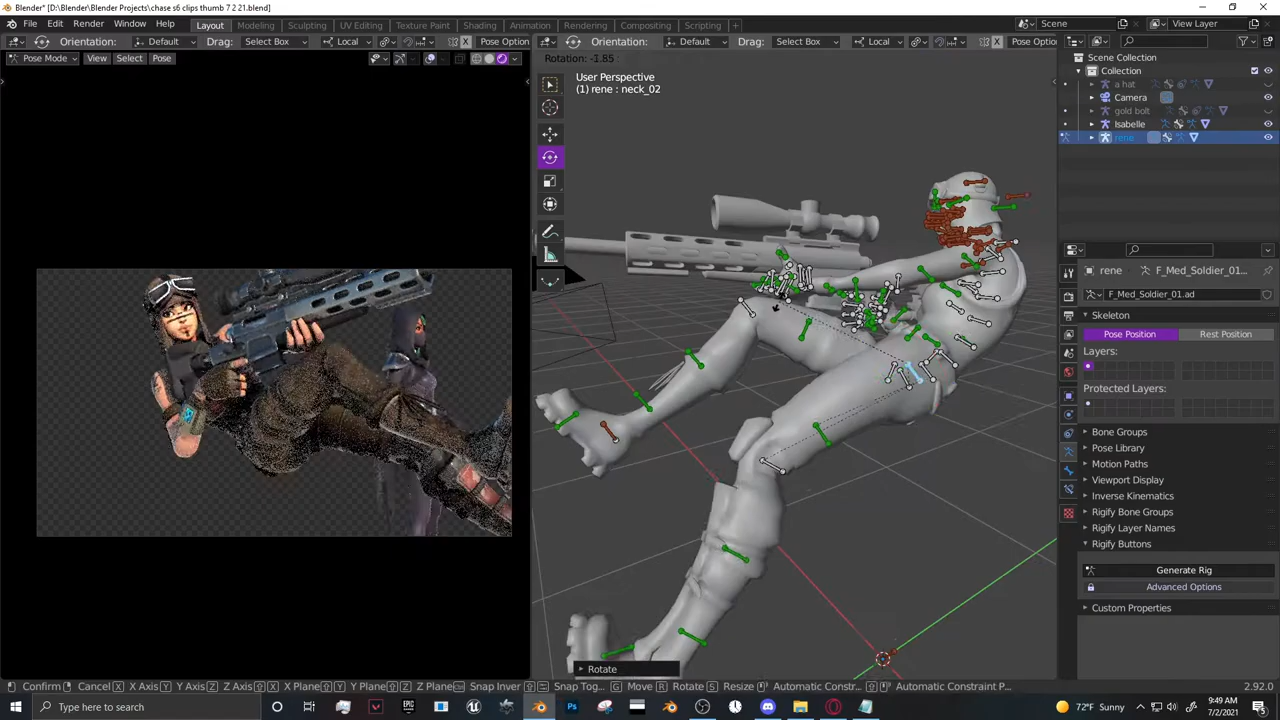 Blender* [D:\Blender\Blender Projects\chase s6 clips thumb 7 2 21.blend]
File Edit Render Window Help Layout Modeling Sculpting UV Editing Texture Paint Shading Animation Rendering Compositing Scripting + Scene View Layer
Orientation: Default Drag: Select Box Local X Pose Option
Orientation: Default Drag: Select Box Local X Pose Optio
Pose Mode View Select Pose
Rotation: -1.85
User Perspective
(1) rene : neck_02
Scene Collection
Collection
a hat
Camera
gold bolt
Isabelle
rene
rene F_Med_Soldier_01...
F_Med_Soldier_01.ad
Skeleton
Pose Position Rest Position
Layers:
Protected Layers:
Bone Groups
Pose Library
Motion Paths
Viewport Display
Inverse Kinematics
Rigify Bone Groups
Rigify Layer Names
Rigify Buttons
Generate Rig
Advanced Options
Custom Properties
Rotate
Confirm Cancel X X Axis Y Y Axis Z Z Axis X X Plane Y Y Plane Z Z Plane Snap Inver Snap Tog... G Move R Rotate S Resize Automatic Constr... Automatic Constraint P... 2.92.0
Type here to search
EPIC
Ps
72°F Sunny
9:49 AM
7/2/2021